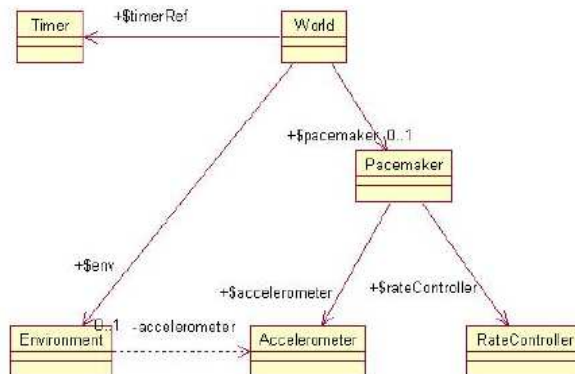 Timer
+$timerRef
World
+$pacemaker 0..1
Pacemaker
+$env
+$accelerometer
+$rateController
Environment
0..1
-accelerometer
Accelerometer
RateController